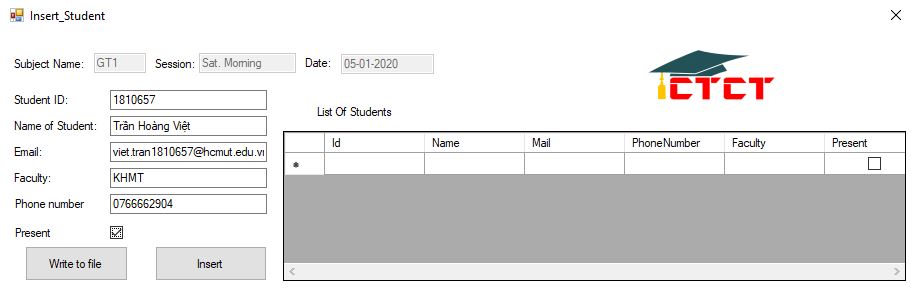 Insert_Student
Subject Name: GT1 Session: Sat. Morning Date: 05-01-2020
CTCT
Student ID: 1810657
List Of Students
Name of Student: Trần Hoàng Việt
Email: viet.tran1810657@hcmut.edu.vn
Faculty: KHMT
Phone number 0766662904
Present
Write to file Insert
Id Name Mail PhoneNumber Faculty Present